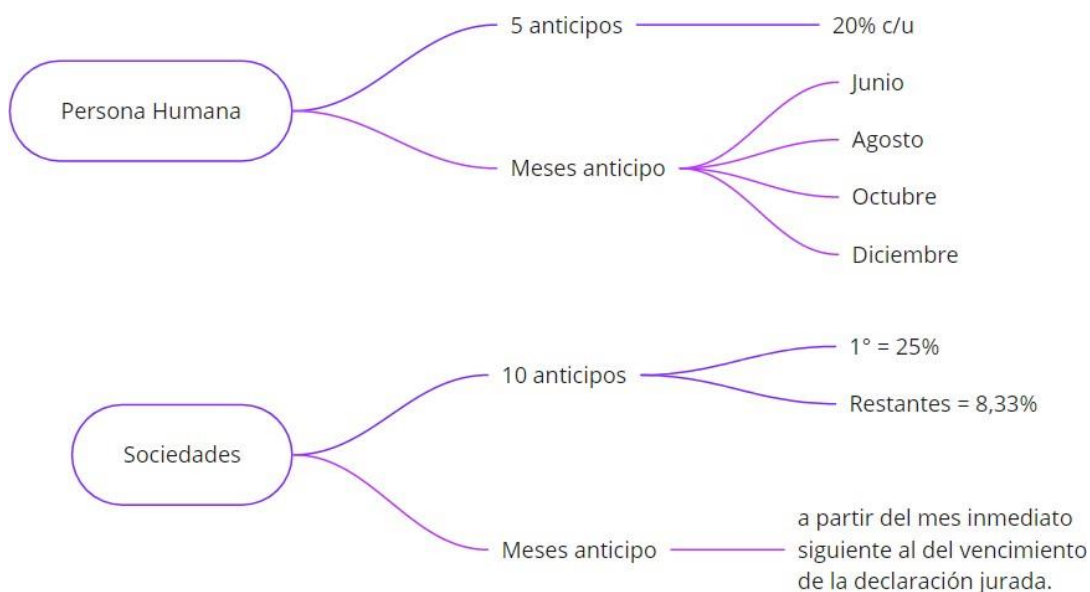 Persona Humana
5 anticipos
20% c/u
Meses anticipo
Junio
Agosto
Octubre
Diciembre
Sociedades
10 anticipos
1° = 25%
Restantes = 8,33%
Meses anticipo
a partir del mes inmediato
siguiente al del vencimiento
de la declaración jurada.